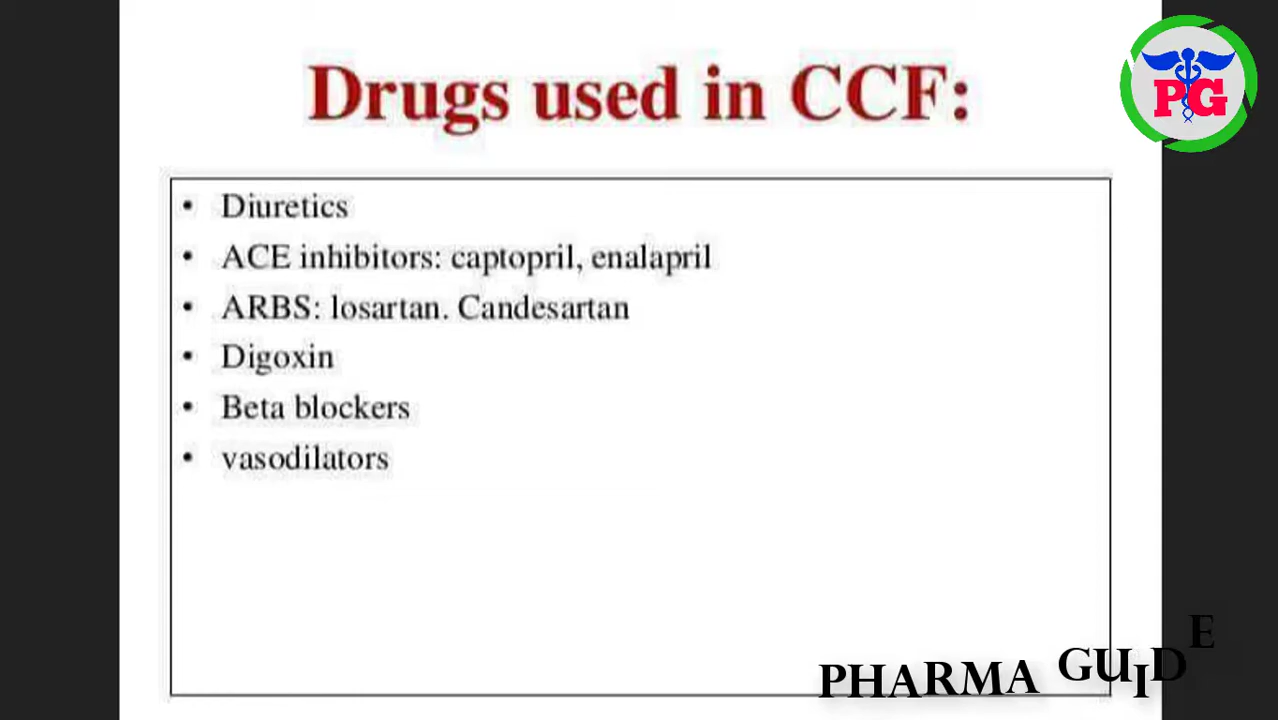 Drugs used in CCF:
PG
• Diuretics
• ACE inhibitors: captopril, enalapril
• ARBS: losartan. Candesartan
• Digoxin
• Beta blockers
• vasodilators
PHARMA GUIDE